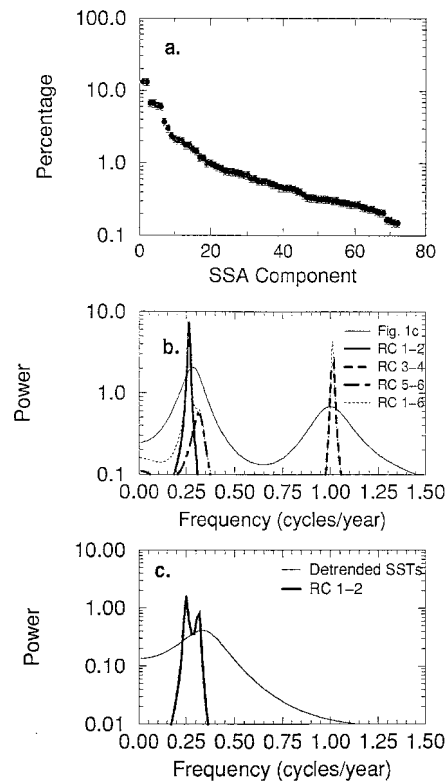 a.
100.0
10.0
1.0
0.1
Percentage
0 20 40 60 80
SSA Component
b.
10.0
1.0
0.1
Power
Fig. 1c
RC 1-2
RC 3-4
RC 5-6
RC 1-6
0.00 0.25 0.50 0.75 1.00 1.25 1.50
Frequency (cycles/year)
c.
10.00
1.00
0.10
0.01
Power
Detrended SSTs
RC 1-2
0.00 0.25 0.50 0.75 1.00 1.25 1.50
Frequency (cycles/year)